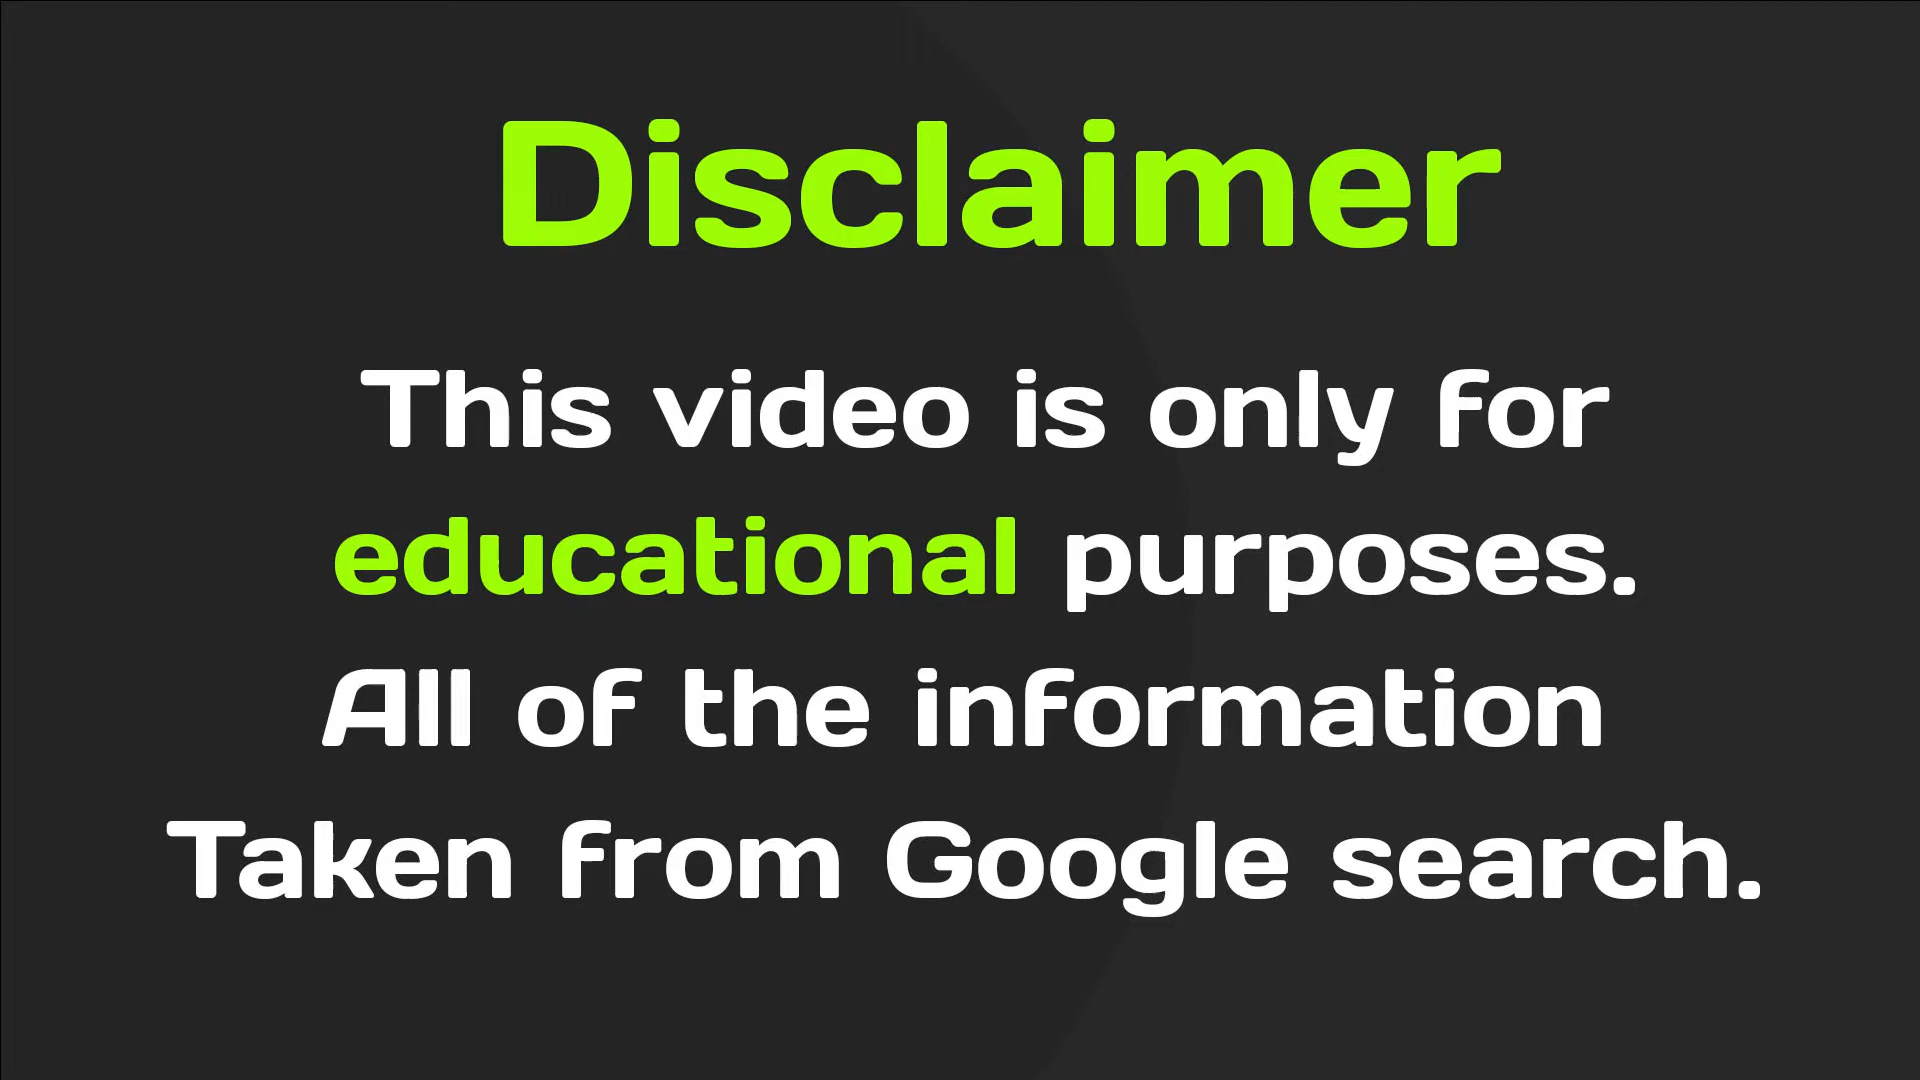 Disclaimer
This video is only for
educational purposes.
All of the information
Taken from Google search.